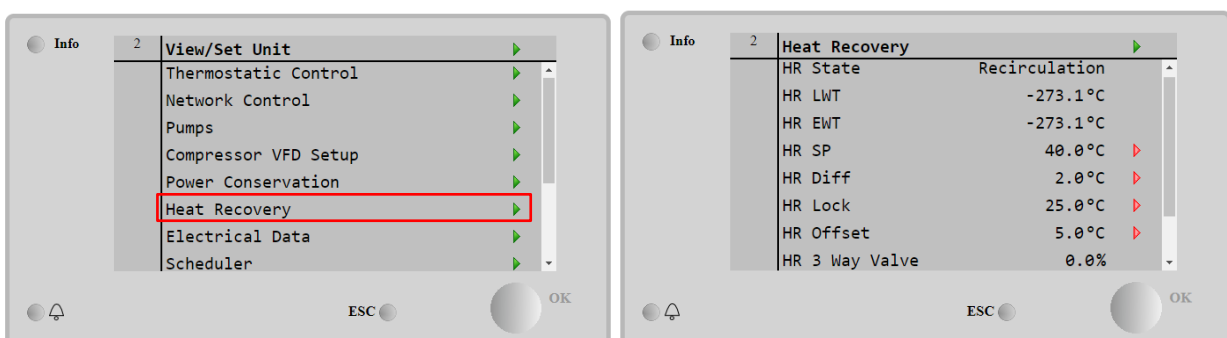 Info
2 View/Set Unit
Thermostatic Control
Network Control
Pumps
Compressor VFD Setup
Power Conservation
Heat Recovery
Electrical Data
Scheduler
ESC
OK
Info
2 Heat Recovery
HR State Recirculation
HR LWT -273.1°C
HR EWT -273.1°C
HR SP 40.0°C
HR Diff 2.0°C
HR Lock 25.0°C
HR Offset 5.0°C
HR 3 Way Valve 0.0%
ESC
OK